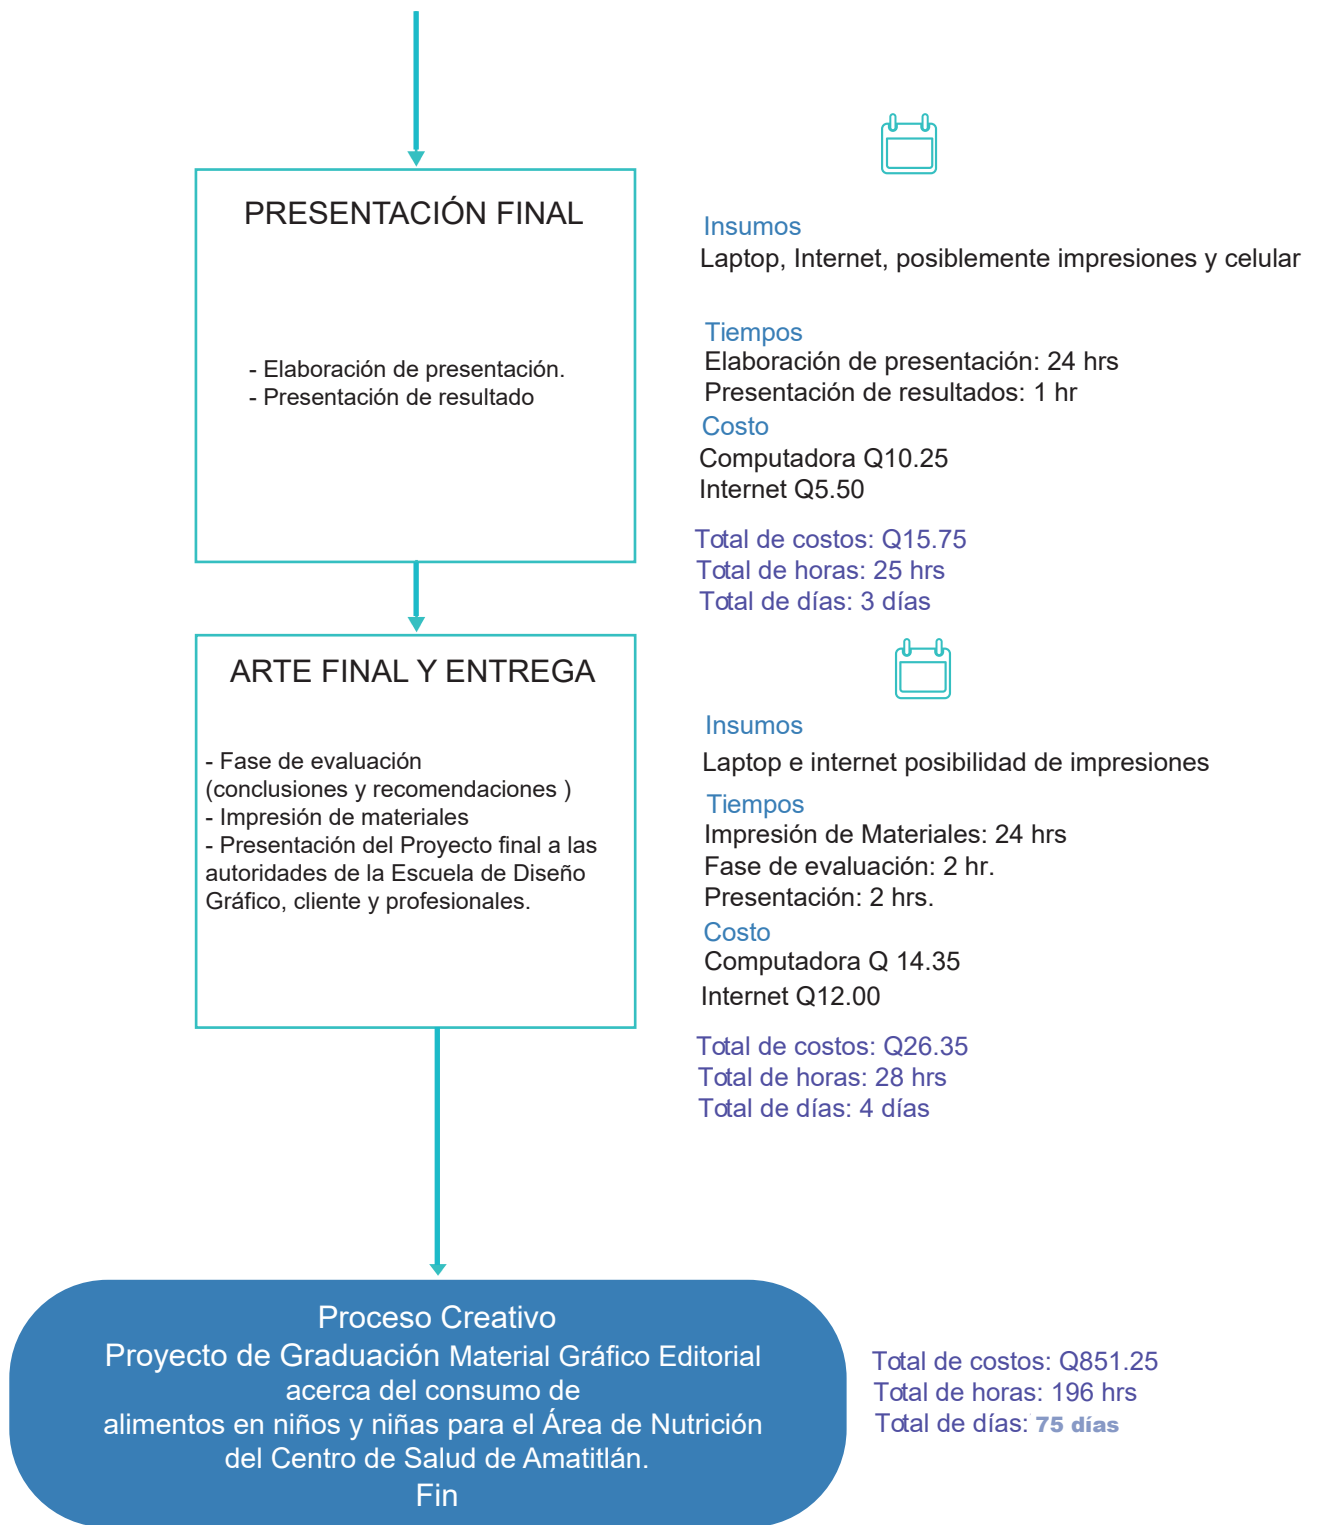 PRESENTACIÓN FINAL
- Elaboración de presentación.
- Presentación de resultado
Insumos
Laptop, Internet, posiblemente impresiones y celular
Tiempos
Elaboración de presentación: 24 hrs
Presentación de resultados: 1 hr
Costo
Computadora Q10.25
Internet Q5.50
Total de costos: Q15.75
Total de horas: 25 hrs
Total de días: 3 días
ARTE FINAL Y ENTREGA
- Fase de evaluación
(conclusiones y recomendaciones )
- Impresión de materiales
- Presentación del Proyecto final a las
autoridades de la Escuela de Diseño
Gráfico, cliente y profesionales.
Insumos
Laptop e internet posibilidad de impresiones
Tiempos
Impresión de Materiales: 24 hrs
Fase de evaluación: 2 hr.
Presentación: 2 hrs.
Costo
Computadora Q 14.35
Internet Q12.00
Total de costos: Q26.35
Total de horas: 28 hrs
Total de días: 4 días
Proceso Creativo
Proyecto de Graduación Material Gráfico Editorial
acerca del consumo de
alimentos en niños y niñas para el Área de Nutrición
del Centro de Salud de Amatitlán.
Fin
Total de costos: Q851.25
Total de horas: 196 hrs
Total de días: 75 días